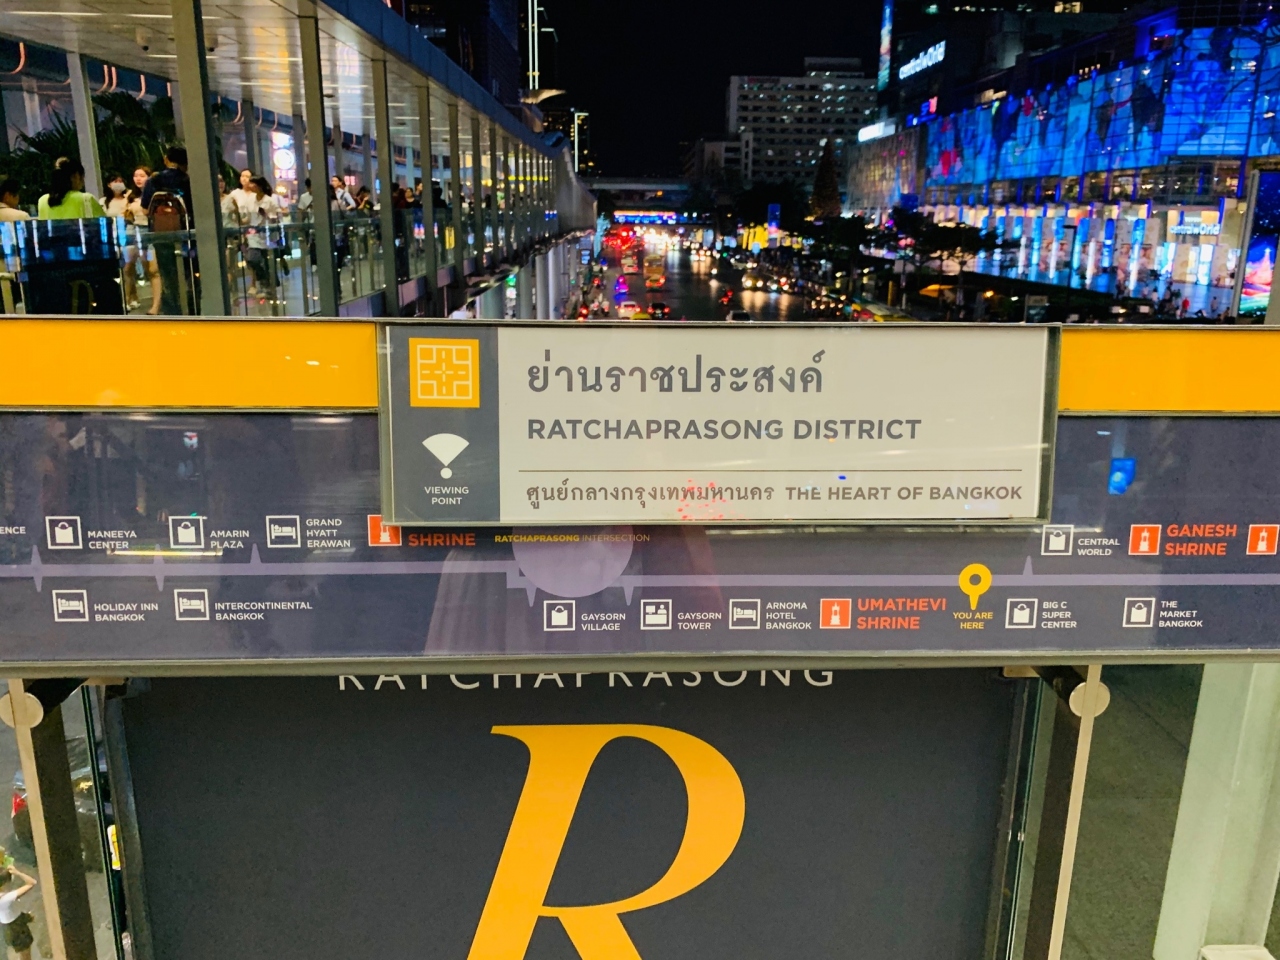 centralwOrld
centralwOrld
ย่านราชประสงค์
RATCHAPRASONG DISTRICT
VIEWING
POINT
ศูนย์กลางกรุงเทพมหานคร THE HEART OF BANGKOK
ENCE
MANEEYA
CENTER
AMARIN
PLAZA
GRAND
HYATT
ERAWAN
SHRINE
RATCHAPRASONG INTERSECTION
CENTRAL
WORLD
GANESH
SHRINE
HOLIDAY INN
BANGKOK
INTERCONTINENTAL
BANGKOK
GAYSORN
VILLAGE
GAYSORN
TOWER
ARNOMA
HOTEL
BANGKOK
UMATHEVI
SHRINE
YOU ARE
HERE
BIG C
SUPER
CENTER
THE
MARKET
BANGKOK
RATCHAPRASONG
R